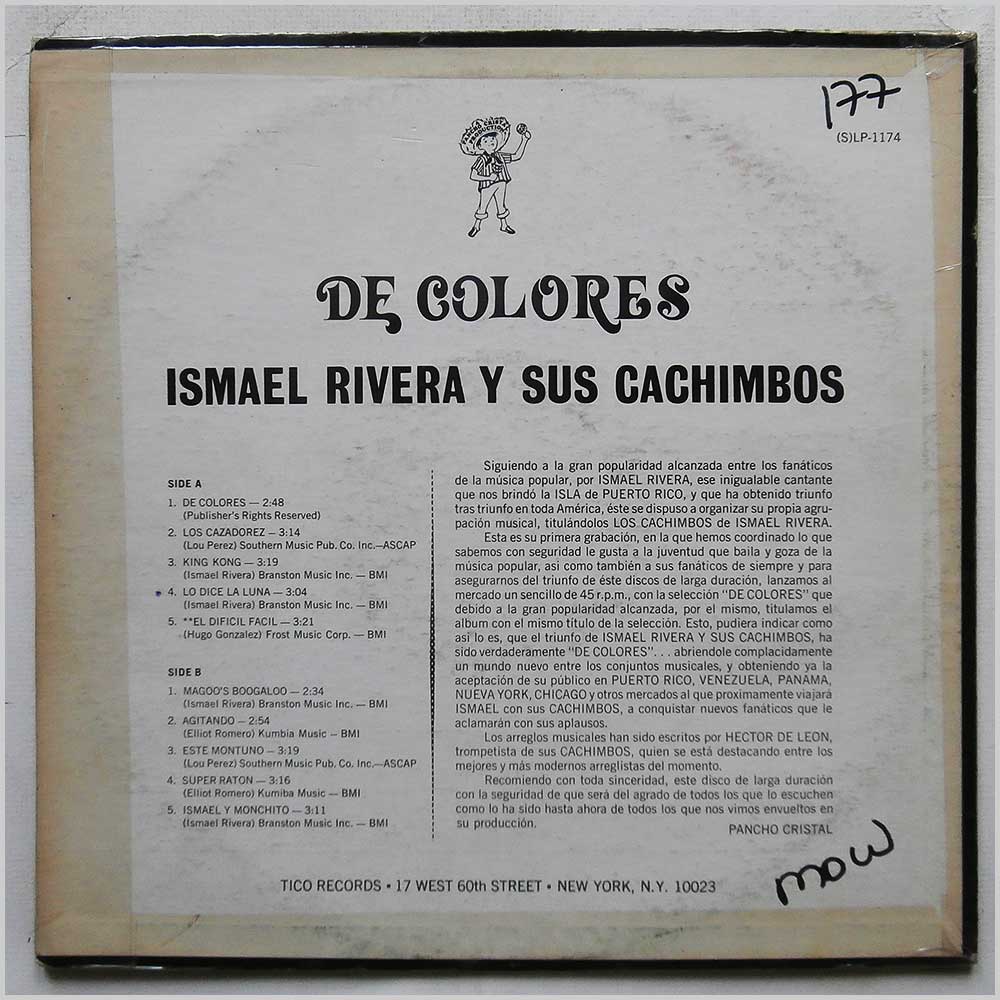 177
(S)LP-1174
PANCHO CRISTAL
PRODUCTIONS
DE COLORES
ISMAEL RIVERA Y SUS CACHIMBOS
SIDE A
1. DE COLORES — 2:48
(Publisher's Rights Reserved)
2. LOS CAZADOREZ — 3:14
(Lou Perez) Southern Music Pub. Co. Inc.—ASCAP
3. KING KONG — 3:19
(Ismael Rivera) Branston Music Inc. — BMI
4. LO DICE LA LUNA — 3:04
(Ismael Rivera) Branston Music Inc. — BMI
5. **EL DIFICIL FACIL — 3:21
(Hugo Gonzalez) Frost Music Corp. — BMI
SIDE B
1. MAGOO'S BOOGALOO — 2:34
(Ismael Rivera) Branston Music Inc. — BMI
2. AGITANDO — 2:54
(Elliot Romero) Kumbia Music — BMI
3. ESTE MONTUNO — 3:19
(Lou Perez) Southern Music Pub. Co. Inc.—ASCAP
4. SUPER RATON — 3:16
(Elliot Romero) Kumiba Music — BMI
5. ISMAEL Y MONCHITO — 3:11
(Ismael Rivera) Branston Music Inc. — BMI
Siguiendo a la gran popularidad alcanzada entre los fanáticos
de la música popular, por ISMAEL RIVERA, ese inigualable cantante
que nos brindó la ISLA de PUERTO RICO, y que ha obtenido triunfo
tras triunfo en toda América, éste se dispuso a organizar su propia agru-
pación musical, titulándolos LOS CACHIMBOS de ISMAEL RIVERA.
Esta es su primera grabación, en la que hemos coordinado lo que
sabemos con seguridad le gusta a la juventud que baila y goza de la
música popular, asi como también a sus fanáticos de siempre y para
asegurarnos del triunfo de éste discos de larga duración, lanzamos al
mercado un sencillo de 45 r.p.m., con la selección "DE COLORES" que
debido a la gran popularidad alcanzada, por el mismo, titulamos el
album con el mismo título de la selección. Esto, pudiera indicar como
asi lo es, que el triunfo de ISMAEL RIVERA Y SUS CACHIMBOS, ha
sido verdaderamente "DE COLORES". . . abriendole complacidamente
un mundo nuevo entre los conjuntos musicales, y obteniendo ya la
aceptación de su público en PUERTO RICO, VENEZUELA, PANAMA,
NUEVA YORK, CHICAGO y otros mercados al que proximamente viajará
ISMAEL con sus CACHIMBOS, a conquistar nuevos fanáticos que le
aclamarán con sus aplausos.
Los arreglos musicales han sido escritos por HECTOR DE LEON,
trompetista de sus CACHIMBOS, quien se está destacando entre los
mejores y más modernos arreglistas del momento.
Recomiendo con toda sinceridad, este disco de larga duración
con la seguridad de que será del agrado de todos los que lo escuchen
como lo ha sido hasta ahora de todos los que nos vimos envueltos en
su producción.
PANCHO CRISTAL
mow
TICO RECORDS • 17 WEST 60th STREET • NEW YORK, N.Y. 10023